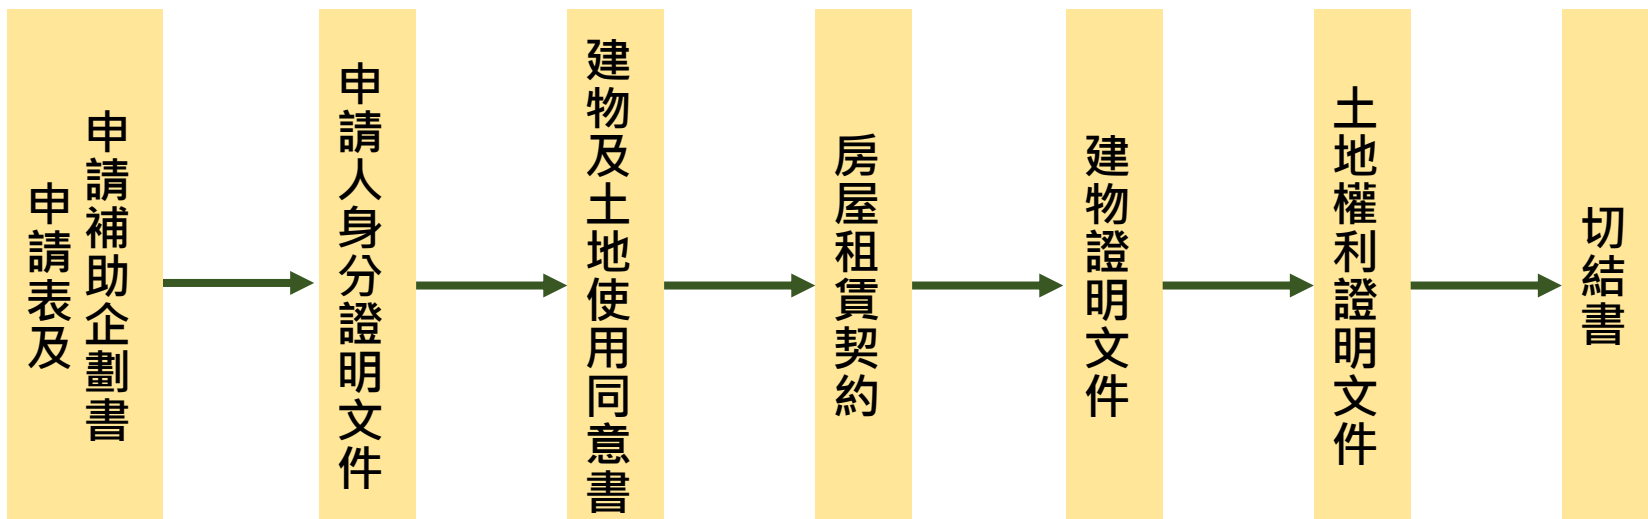 申請表及
申請補助企劃書
申請人身分證明文件
建物及土地使用同意書
房屋租賃契約
建物證明文件
土地權利證明文件
切結書